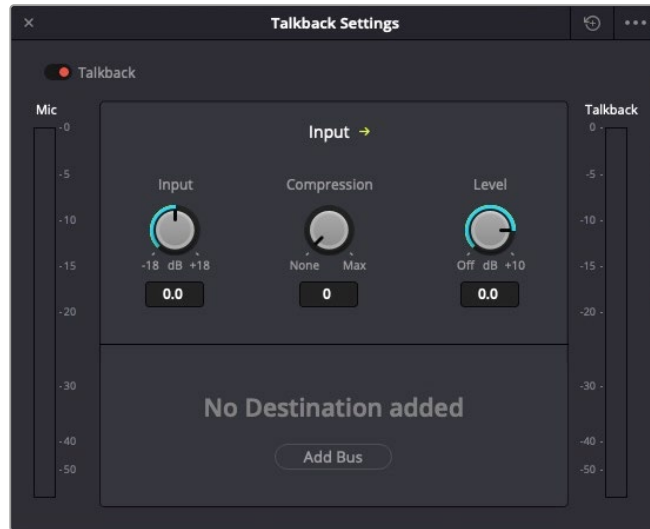 × Talkback Settings •••
Talkback
Mic Talkback
Input →
Input Compression Level
-18 dB +18 None Max Off dB +10
0.0 0 0.0
-0 0 -
-5 -5 -
-10 -10 -
-15 -15 -
-20 -20 -
-30 -30 -
-40 -40 -
-50 -50 -
No Destination added
Add Bus